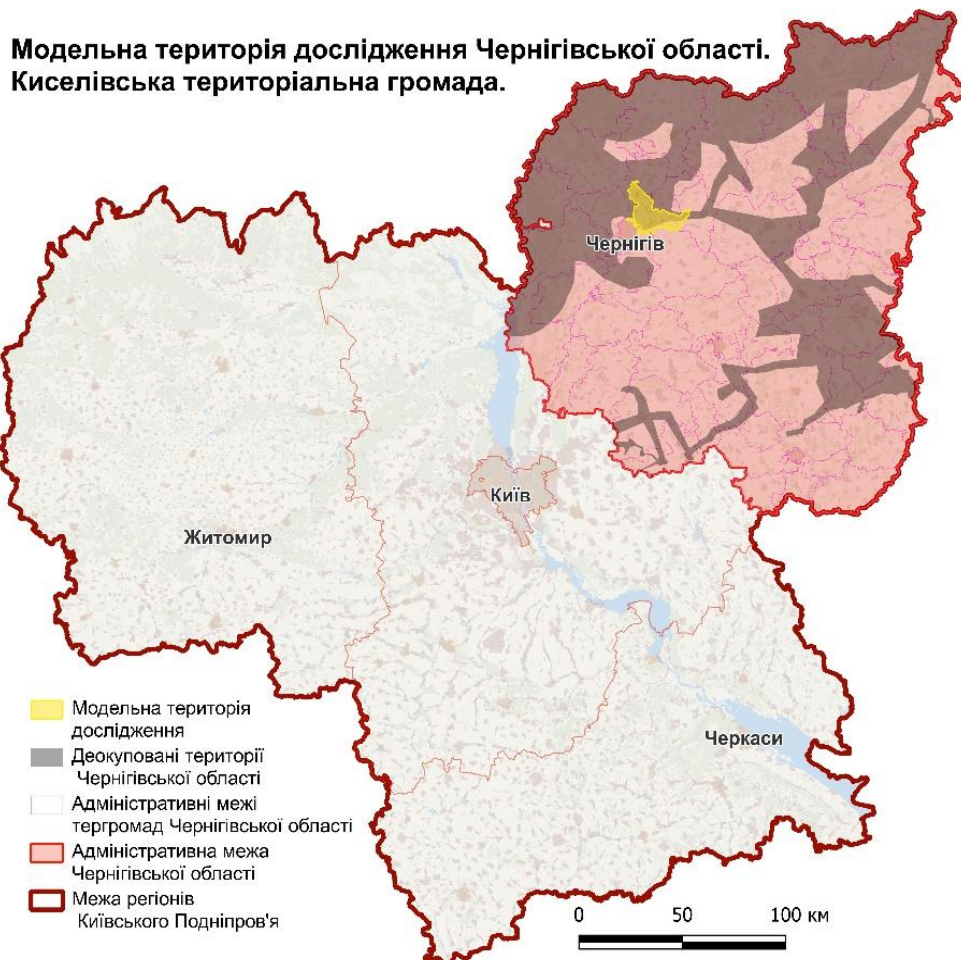 Модельна територія дослідження Чернігівської області.
Киселівська територіальна громада.
Чернігів
Київ
Житомир
Черкаси
Модельна територія
дослідження
Деокуповані території
Чернігівської області
Адміністративні межі
тергромад Чернігівської області
Адміністративна межа
Чернігівської області
Межа регіонів
Київського Подніпров'я
0 50 100 км